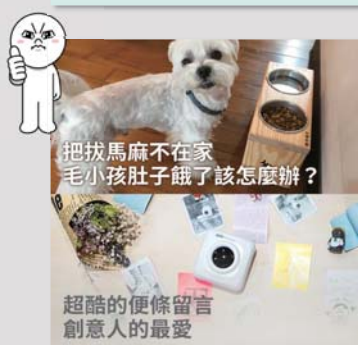 把拔馬麻不在家
毛小孩肚子餓了該怎麼辦？
超酷的便條留言
創意人的最愛